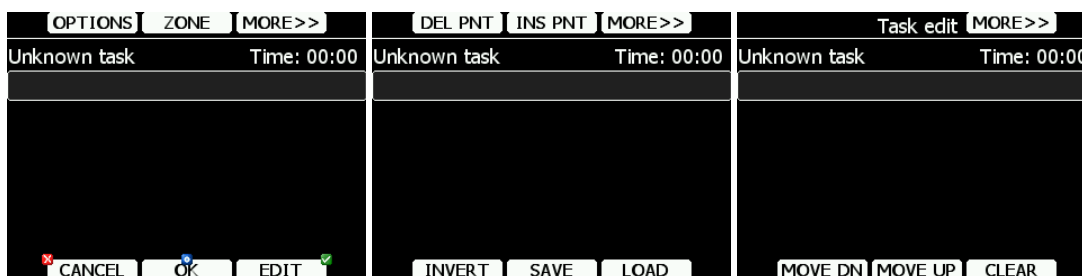 OPTIONS ZONE MORE>>
Unknown task Time: 00:00
CANCEL OK EDIT
DEL PNT INS PNT MORE>>
Unknown task Time: 00:00
INVERT SAVE LOAD
Task edit MORE>>
Unknown task Time: 00:00
MOVE DN MOVE UP CLEAR